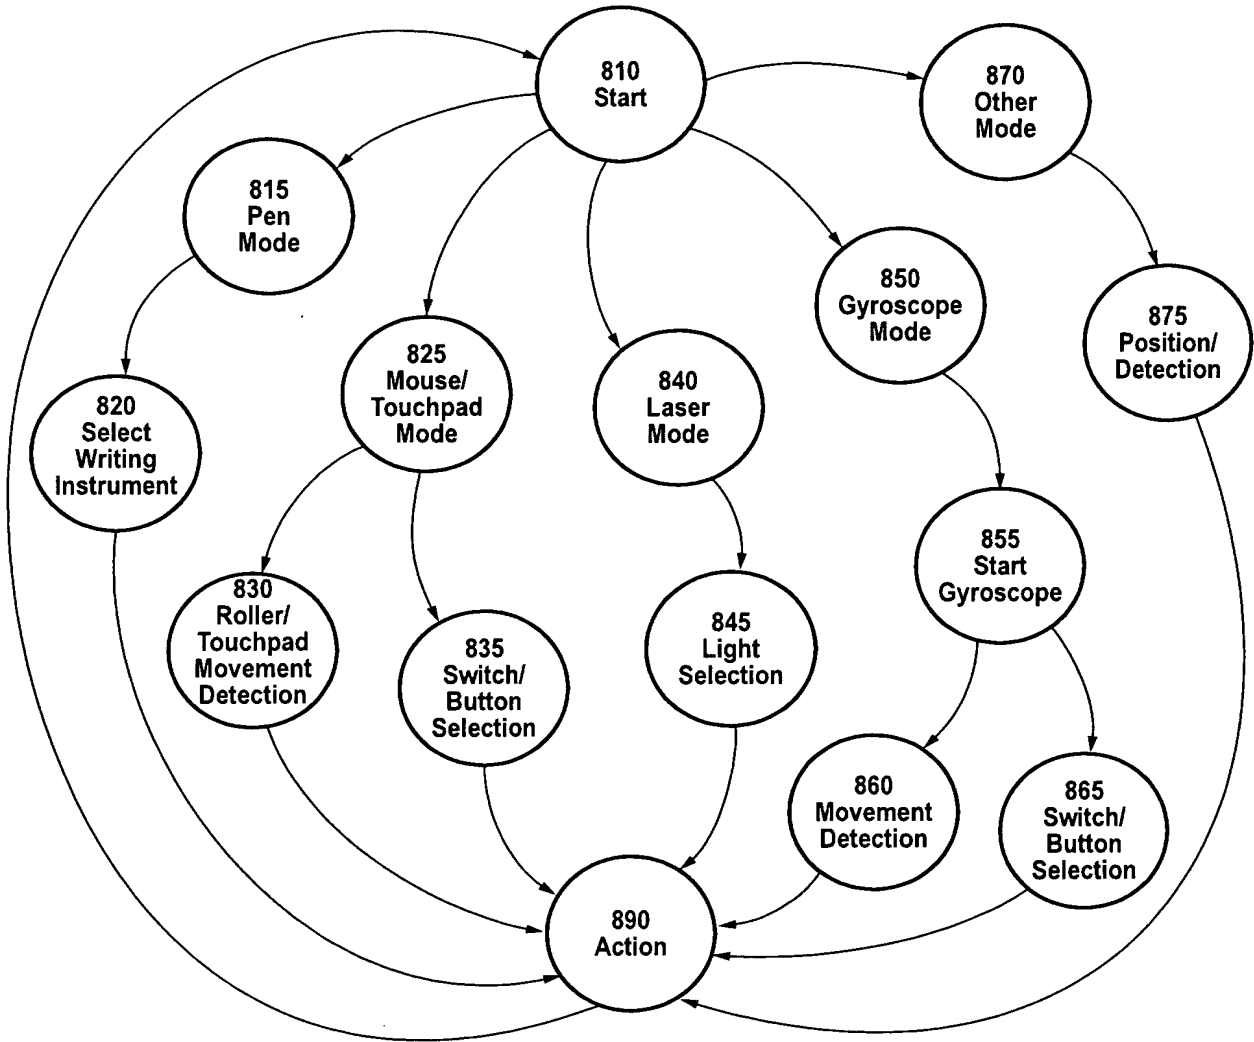 810
Start
870
Other
Mode
815
Pen
Mode
850
Gyroscope
Mode
875
Position/
Detection
825
Mouse/
Touchpad
Mode
840
Laser
Mode
820
Select
Writing
Instrument
855
Start
Gyroscope
830
Roller/
Touchpad
Movement
Detection
835
Switch/
Button
Selection
845
Light
Selection
860
Movement
Detection
865
Switch/
Button
Selection
890
Action